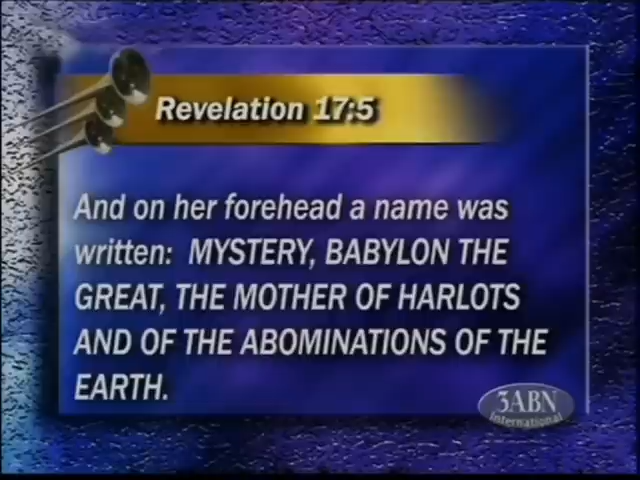 Revelation 17:5
And on her forehead a name was
written: MYSTERY, BABYLON THE
GREAT, THE MOTHER OF HARLOTS
AND OF THE ABOMINATIONS OF THE
EARTH.
3ABN
International